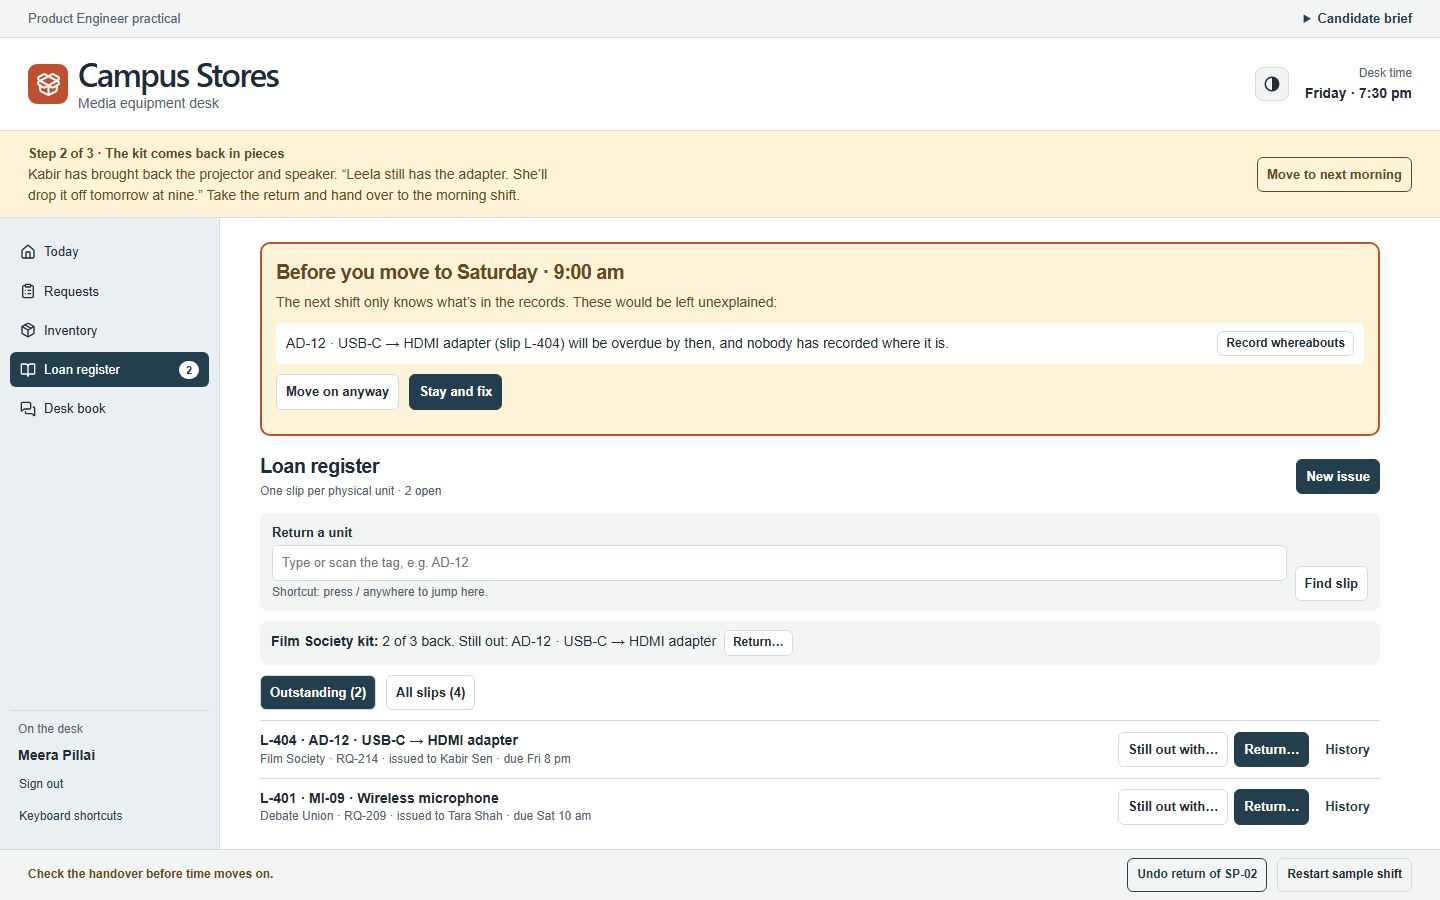 Product Engineer practical
Candidate brief
Campus Stores
Media equipment desk
Desk time
Friday · 7:30 pm
Step 2 of 3 · The kit comes back in pieces
Kabir has brought back the projector and speaker. “Leela still has the adapter. She’ll
drop it off tomorrow at nine.” Take the return and hand over to the morning shift.
Move to next morning
Today
Requests
Inventory
Loan register
2
Desk book
On the desk
Meera Pillai
Sign out
Keyboard shortcuts
Before you move to Saturday · 9:00 am
The next shift only knows what’s in the records. These would be left unexplained:
AD-12 · USB-C → HDMI adapter (slip L-404) will be overdue by then, and nobody has recorded where it is.
Record whereabouts
Move on anyway
Stay and fix
Loan register
One slip per physical unit · 2 open
New issue
Return a unit
Type or scan the tag, e.g. AD-12
Shortcut: press / anywhere to jump here.
Find slip
Film Society kit: 2 of 3 back. Still out: AD-12 · USB-C → HDMI adapter
Return…
Outstanding (2)
All slips (4)
L-404 · AD-12 · USB-C → HDMI adapter
Film Society · RQ-214 · issued to Kabir Sen · due Fri 8 pm
Still out with…
Return…
History
L-401 · MI-09 · Wireless microphone
Debate Union · RQ-209 · issued to Tara Shah · due Sat 10 am
Still out with…
Return…
History
Check the handover before time moves on.
Undo return of SP-02
Restart sample shift